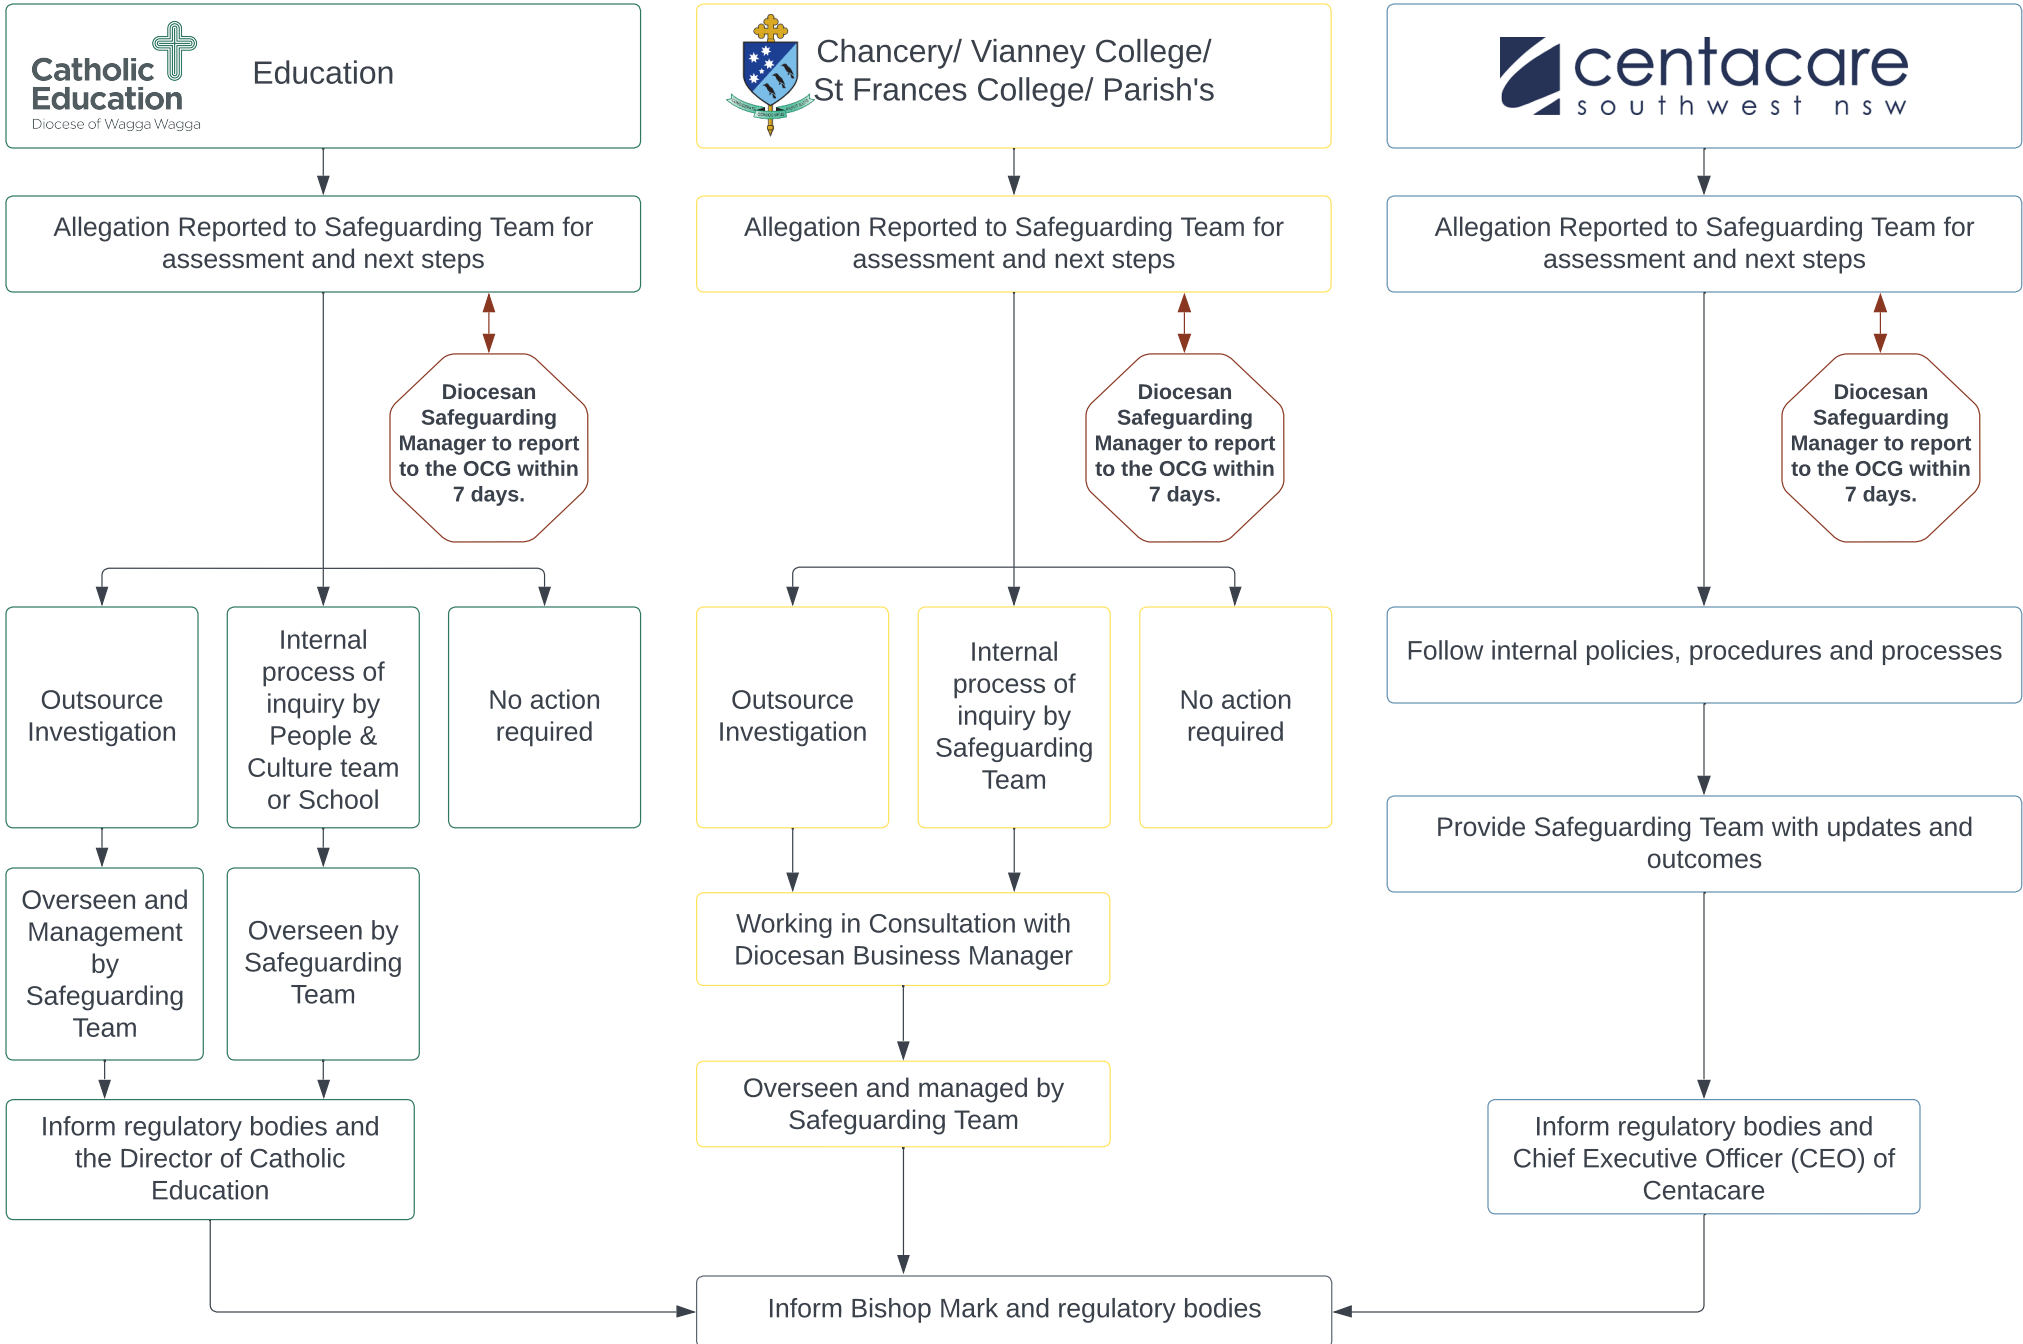 Catholic
Education
Diocese of Wagga Wagga
Education
Allegation Reported to Safeguarding Team for
assessment and next steps
Diocesan
Safeguarding
Manager to report
to the OCG within
7 days.
Outsource
Investigation
Internal
process of
inquiry by
People &
Culture team
or School
No action
required
Overseen and
Management
by
Safeguarding
Team
Overseen by
Safeguarding
Team
Inform regulatory bodies and
the Director of Catholic
Education
Chancery/ Vianney College/
St Frances College/ Parish's
Allegation Reported to Safeguarding Team for
assessment and next steps
Diocesan
Safeguarding
Manager to report
to the OCG within
7 days.
Outsource
Investigation
Internal
process of
inquiry by
Safeguarding
Team
No action
required
Working in Consultation with
Diocesan Business Manager
Overseen and managed by
Safeguarding Team
centacare
southwest nsw
Allegation Reported to Safeguarding Team for
assessment and next steps
Diocesan
Safeguarding
Manager to report
to the OCG within
7 days.
Follow internal policies, procedures and processes
Provide Safeguarding Team with updates and
outcomes
Inform regulatory bodies and
Chief Executive Officer (CEO) of
Centacare
Inform Bishop Mark and regulatory bodies